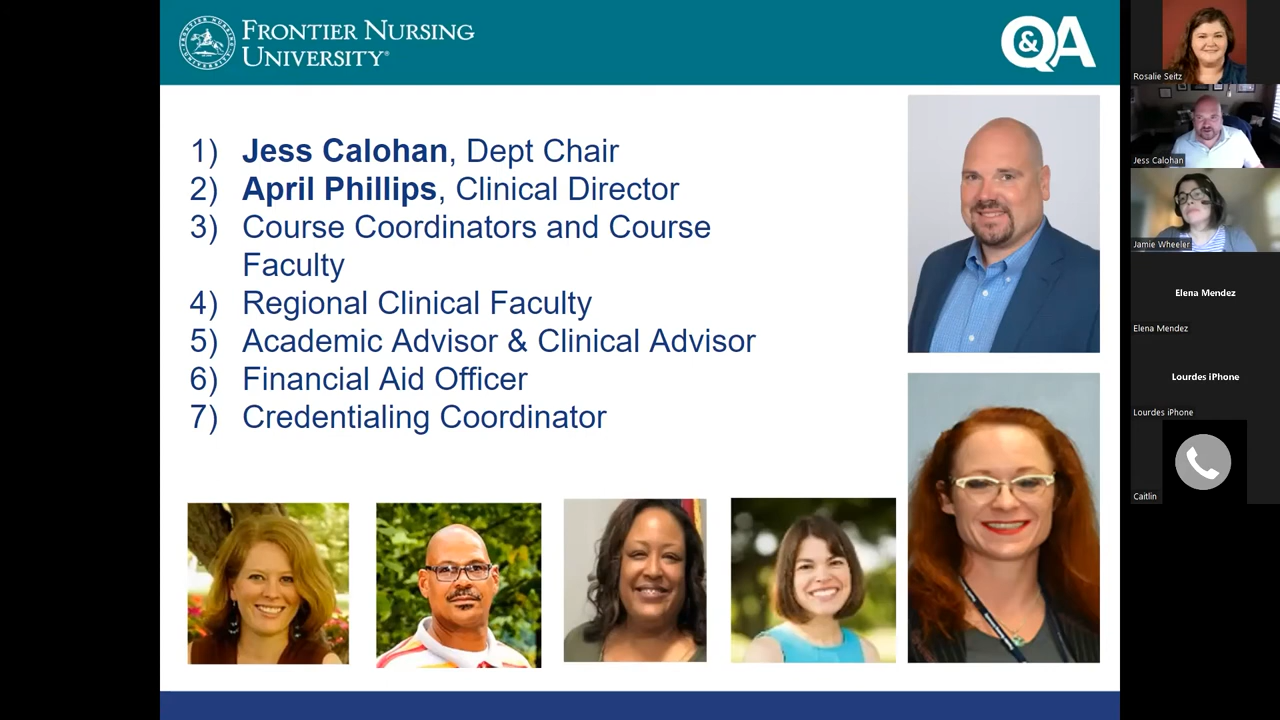 FRONTIER NURSING
UNIVERSITY®
Q&A
1) Jess Calohan, Dept Chair
2) April Phillips, Clinical Director
3) Course Coordinators and Course
Faculty
4) Regional Clinical Faculty
5) Academic Advisor & Clinical Advisor
6) Financial Aid Officer
7) Credentialing Coordinator
Rosalie Seitz
Jess Calohan
Jamie Wheeler
Elena Mendez
Elena Mendez
Lourdes iPhone
Lourdes iPhone
Caitlin